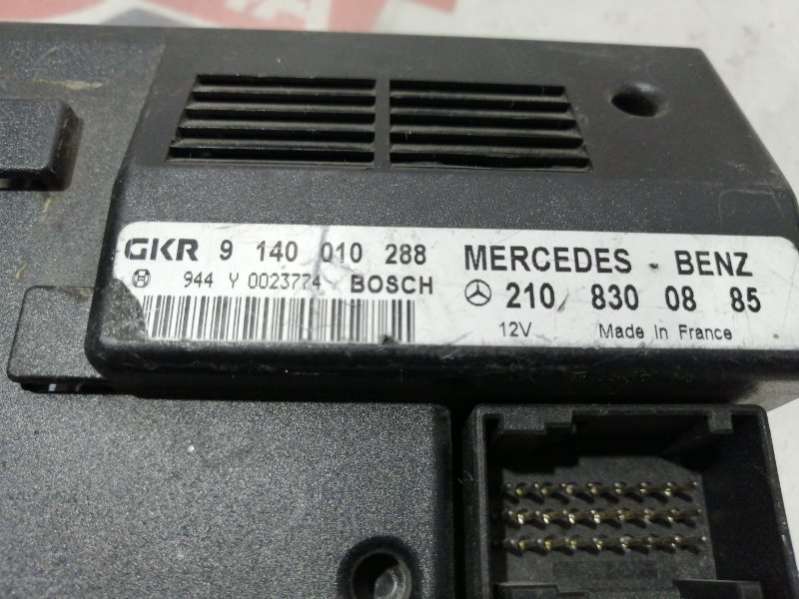 GKR 9 140 010 288
944 Y 0023774 BOSCH
MERCEDES - BENZ
210 830 08 85
12V Made In France